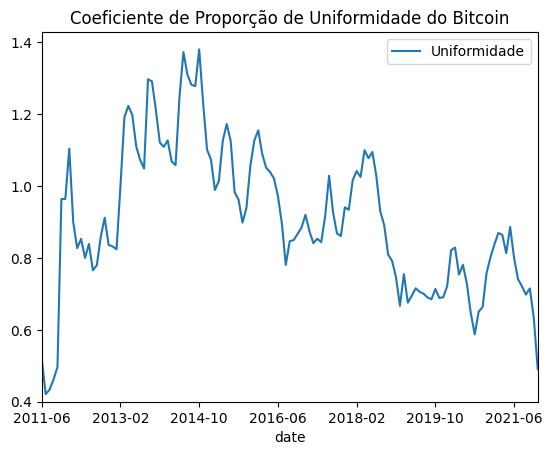 Coeficiente de Proporção de Uniformidade do Bitcoin
Uniformidade
1.4
1.2
1.0
0.8
0.6
0.4
2011-06 2013-02 2014-10 2016-06 2018-02 2019-10 2021-06
date